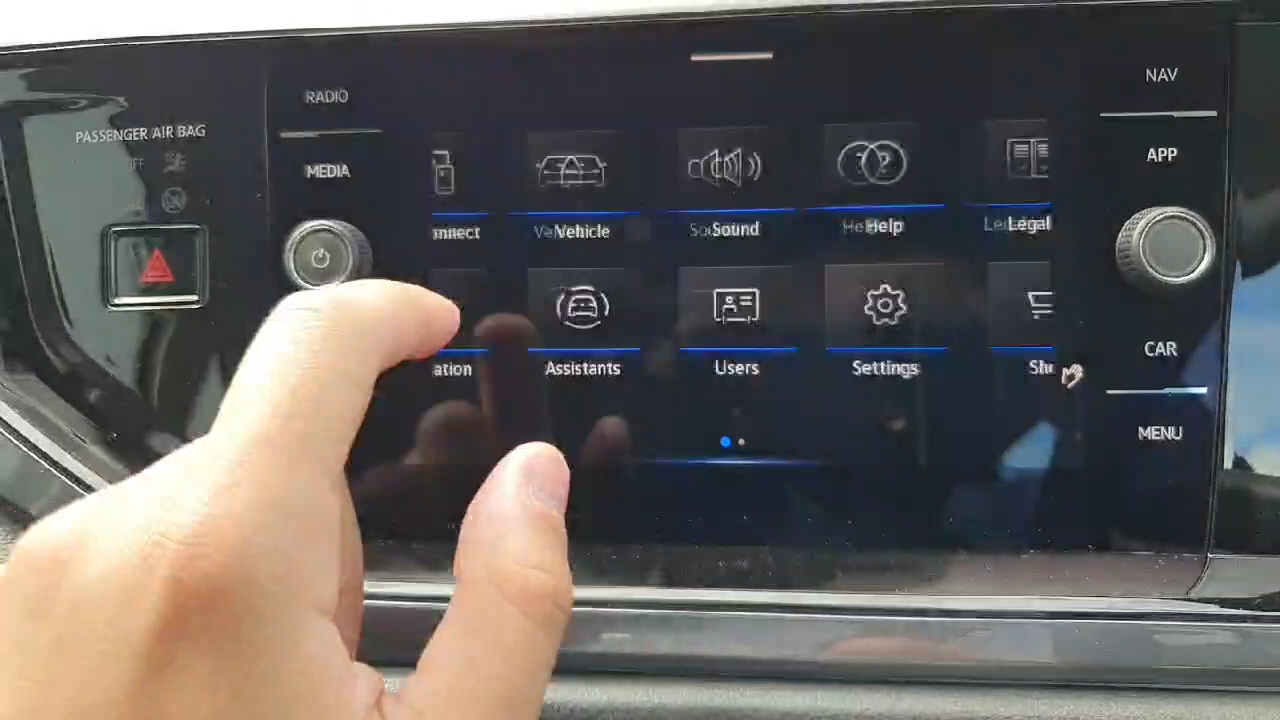 RADIO
MEDIA
PASSENGER AIR BAG
nnect
Vehicle
Sound
Help
Legal
ation
Assistants
Users
Settings
NAV
APP
CAR
MENU